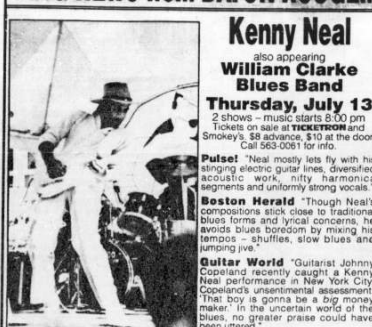 Kenny Neal
also appearing
William Clarke
Blues Band
Thursday, July 13
2 shows – music starts 8:00 pm
Tickets on sale at TICKETRON and
Smokey's. $8 advance, $10 at the door
Call 563-0061 for info.
Pulse! "Neal mostly lets fly with his
stinging electric guitar lines, diversified
acoustic work, nifty harmonica
segments and uniformly strong vocals.
Boston Herald "Though Neal's
compositions stick close to traditional
blues forms and lyrical concerns, he
avoids blues boredom by mixing his
tempos – shuffles, slow blues and
jumping jive."
Guitar World "Guitarist Johnny
Copeland recently caught a Kenny
Neal performance in New York City.
Copeland's unsentimental assessment:
'That boy is gonna be a big money
maker.' In the uncertain world of the
blues, no greater praise could have
been uttered."